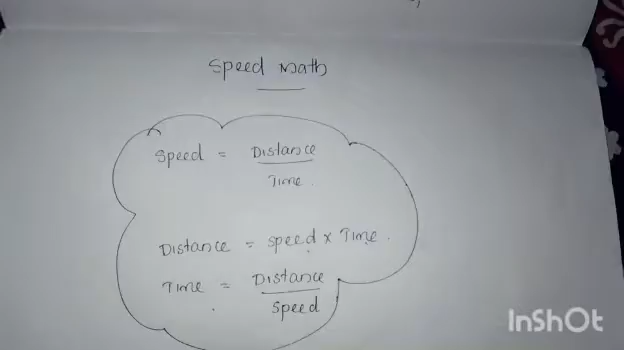 Speed Math
Speed = Distance
Time
Distance = speed x Time
Time = Distance
Speed
InShOt